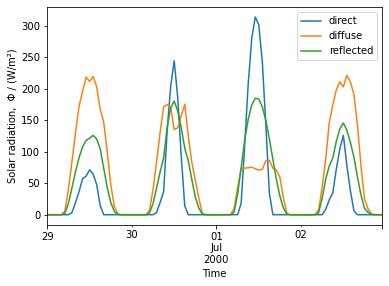 direct
diffuse
reflected
Solar radiation, Φ / (W/m²)
300
250
200
150
100
50
0
29
30
01
02
Jul
2000
Time